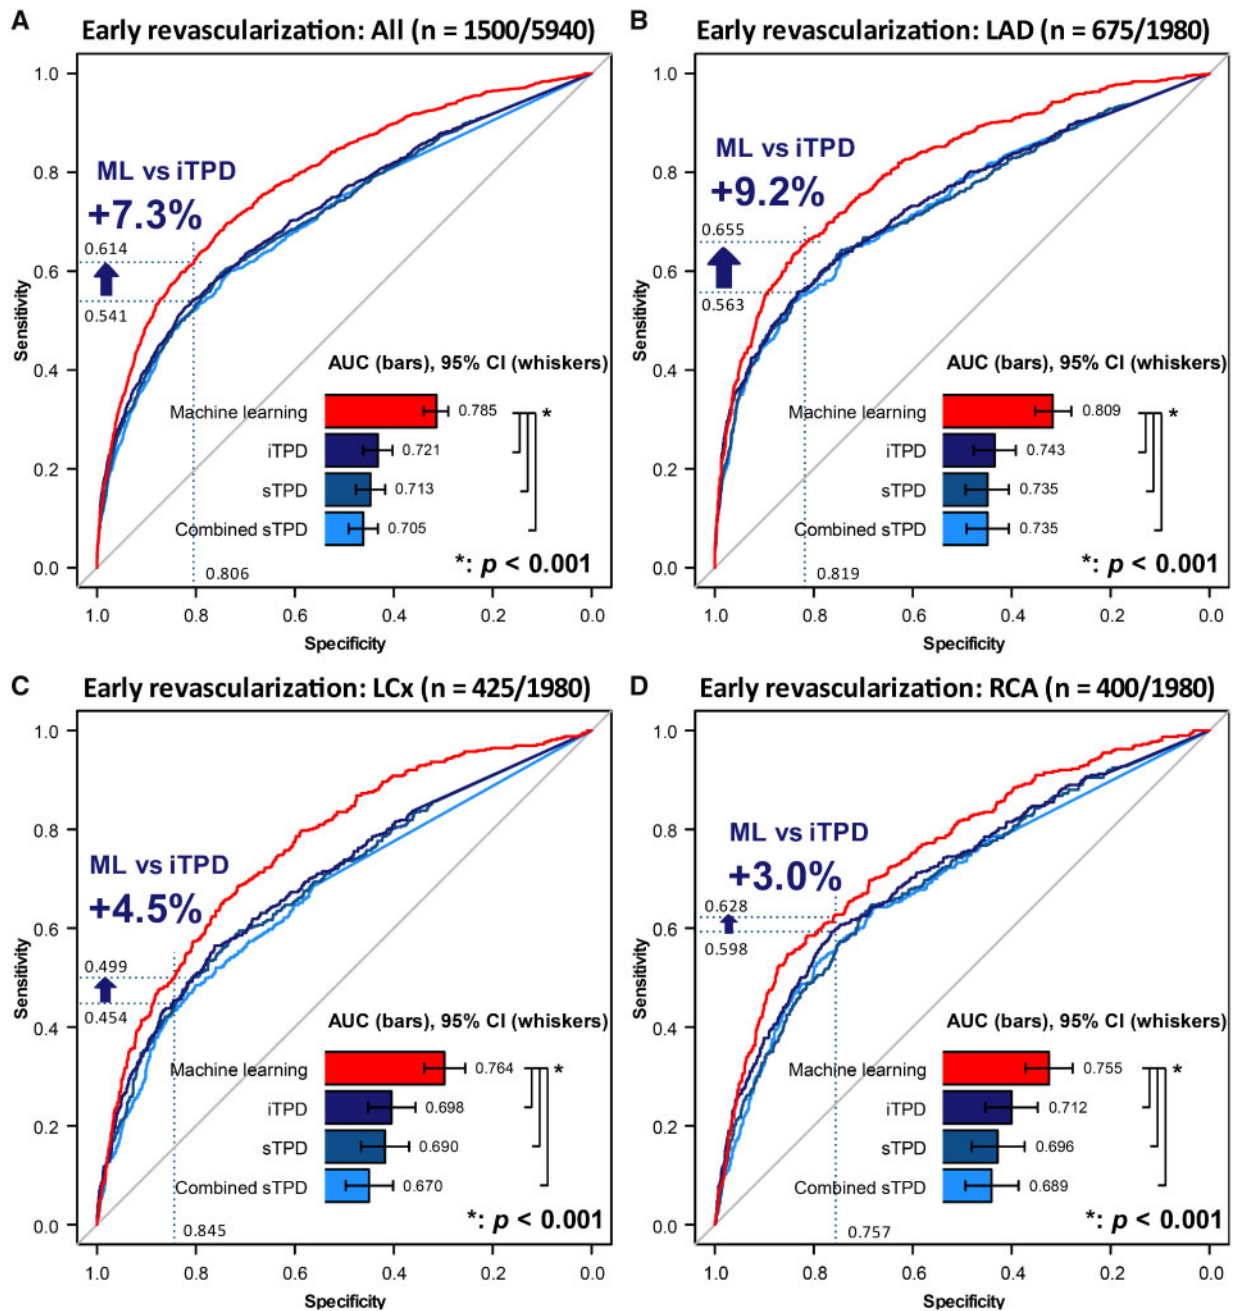 A
Early revascularization: All (n = 1500/5940)
1.0
0.8
0.6
0.4
0.2
0.0
Sensitivity
ML vs iTPD
+7.3%
0.614
0.541
AUC (bars), 95% CI (whiskers)
Machine learning 0.785 *
iTPD 0.721
sTPD 0.713
Combined sTPD 0.705
*: p < 0.001
0.806
1.0 0.8 0.6 0.4 0.2 0.0
Specificity
B
Early revascularization: LAD (n = 675/1980)
1.0
0.8
0.6
0.4
0.2
0.0
Sensitivity
ML vs iTPD
+9.2%
0.655
0.563
AUC (bars), 95% CI (whiskers)
Machine learning 0.809 *
iTPD 0.743
sTPD 0.735
Combined sTPD 0.735
*: p < 0.001
0.819
1.0 0.8 0.6 0.4 0.2 0.0
Specificity
C
Early revascularization: LCx (n = 425/1980)
1.0
0.8
0.6
0.4
0.2
0.0
Sensitivity
ML vs iTPD
+4.5%
0.499
0.454
AUC (bars), 95% CI (whiskers)
Machine learning 0.764 *
iTPD 0.698
sTPD 0.690
Combined sTPD 0.670
*: p < 0.001
0.845
1.0 0.8 0.6 0.4 0.2 0.0
Specificity
D
Early revascularization: RCA (n = 400/1980)
1.0
0.8
0.6
0.4
0.2
0.0
Sensitivity
ML vs iTPD
+3.0%
0.628
0.598
AUC (bars), 95% CI (whiskers)
Machine learning 0.755 *
iTPD 0.712
sTPD 0.696
Combined sTPD 0.689
*: p < 0.001
0.757
1.0 0.8 0.6 0.4 0.2 0.0
Specificity